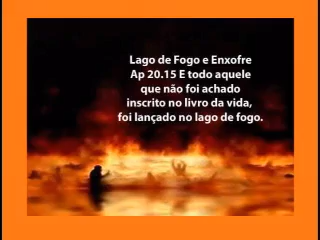 Lago de Fogo e Enxofre
Ap 20.15 E todo aquele
que não foi achado
inscrito no livro da vida,
foi lançado no lago de fogo.